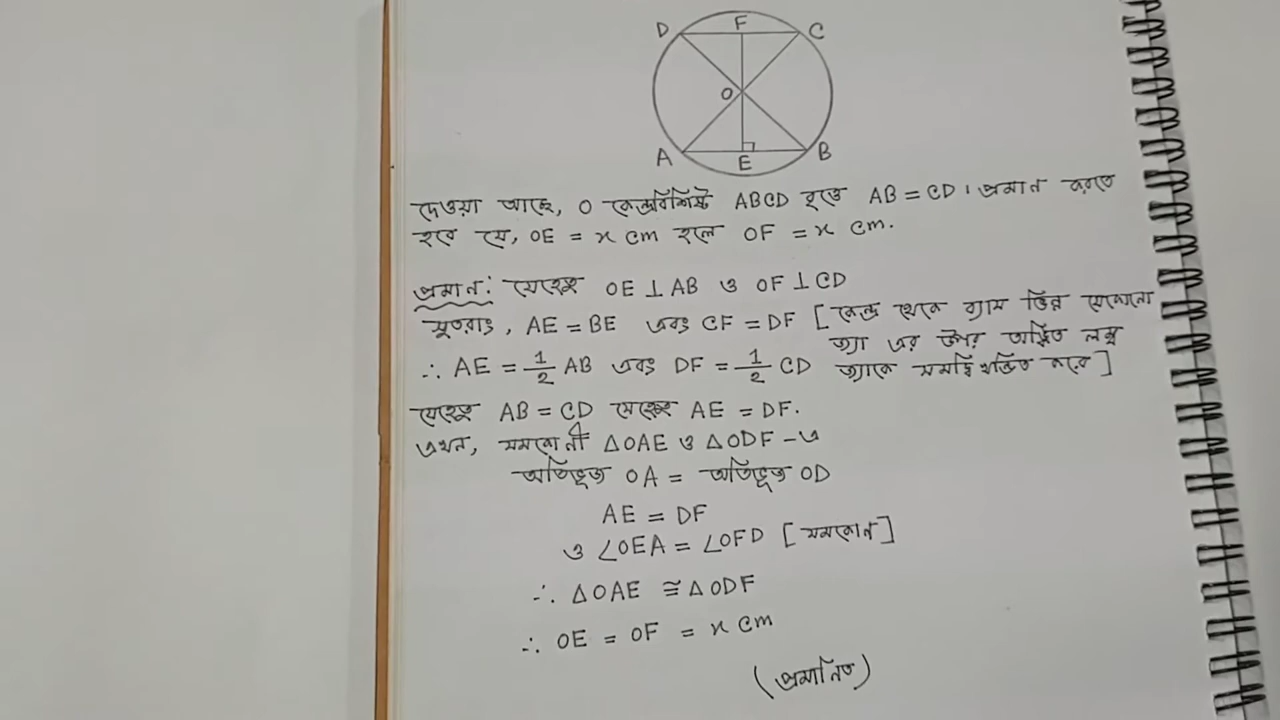 D F C
O
A E B
দেওয়া আছে, O কেন্দ্রবিশিষ্ট ABCD বৃত্তে AB = CD। প্রমান করতে
হবে যে, OE = x cm হলে OF = x cm.
প্রমান: যেহেতু OE ⊥ AB ও OF ⊥ CD
সুতরাং, AE = BE এবং CF = DF [কেন্দ্র থেকে ব্যাস ভিন্ন যেকোনো
জ্যা এর উপর অঙ্কিত লম্ব
∴ AE = 1/2 AB এবং DF = 1/2 CD জ্যাকে সমদ্বিখন্ডিত করে]
যেহেতু AB = CD সেহেতু AE = DF.
এখন, সমকোনী ΔOAE ও ΔODF-এ
অতিভূজ OA = অতিভূজ OD
AE = DF
ও ∠OEA = ∠OFD [সমকোন]
∴ ΔOAE ≅ ΔODF
∴ OE = OF = x cm
(প্রমানিত)